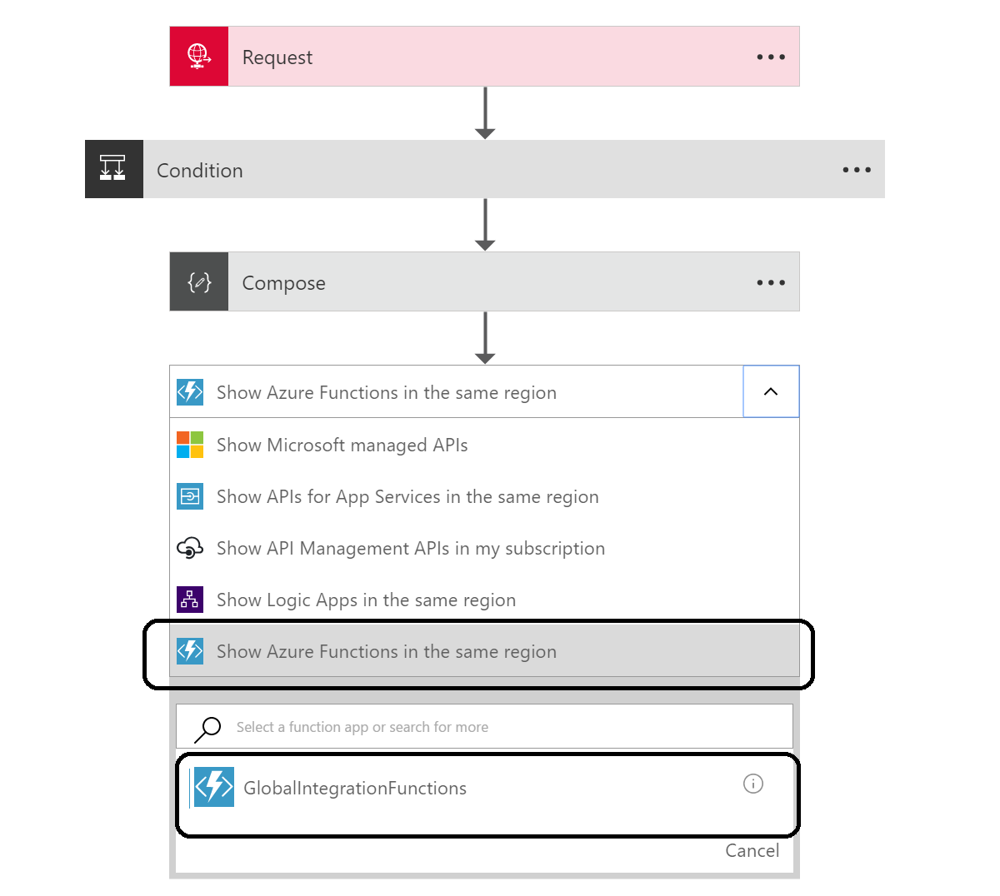 Request
Condition
Compose
Show Azure Functions in the same region
Show Microsoft managed APIs
Show APIs for App Services in the same region
Show API Management APIs in my subscription
Show Logic Apps in the same region
Show Azure Functions in the same region
Select a function app or search for more
GlobalIntegrationFunctions
Cancel